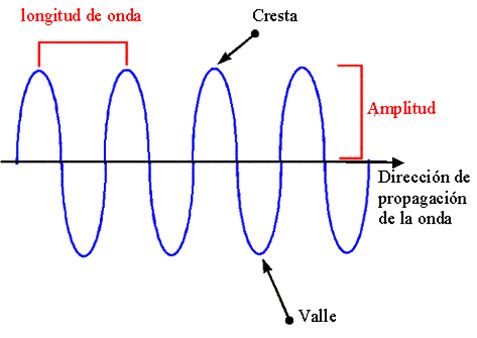 longitud de onda
Cresta
Amplitud
Dirección de
propagación
de la onda
Valle